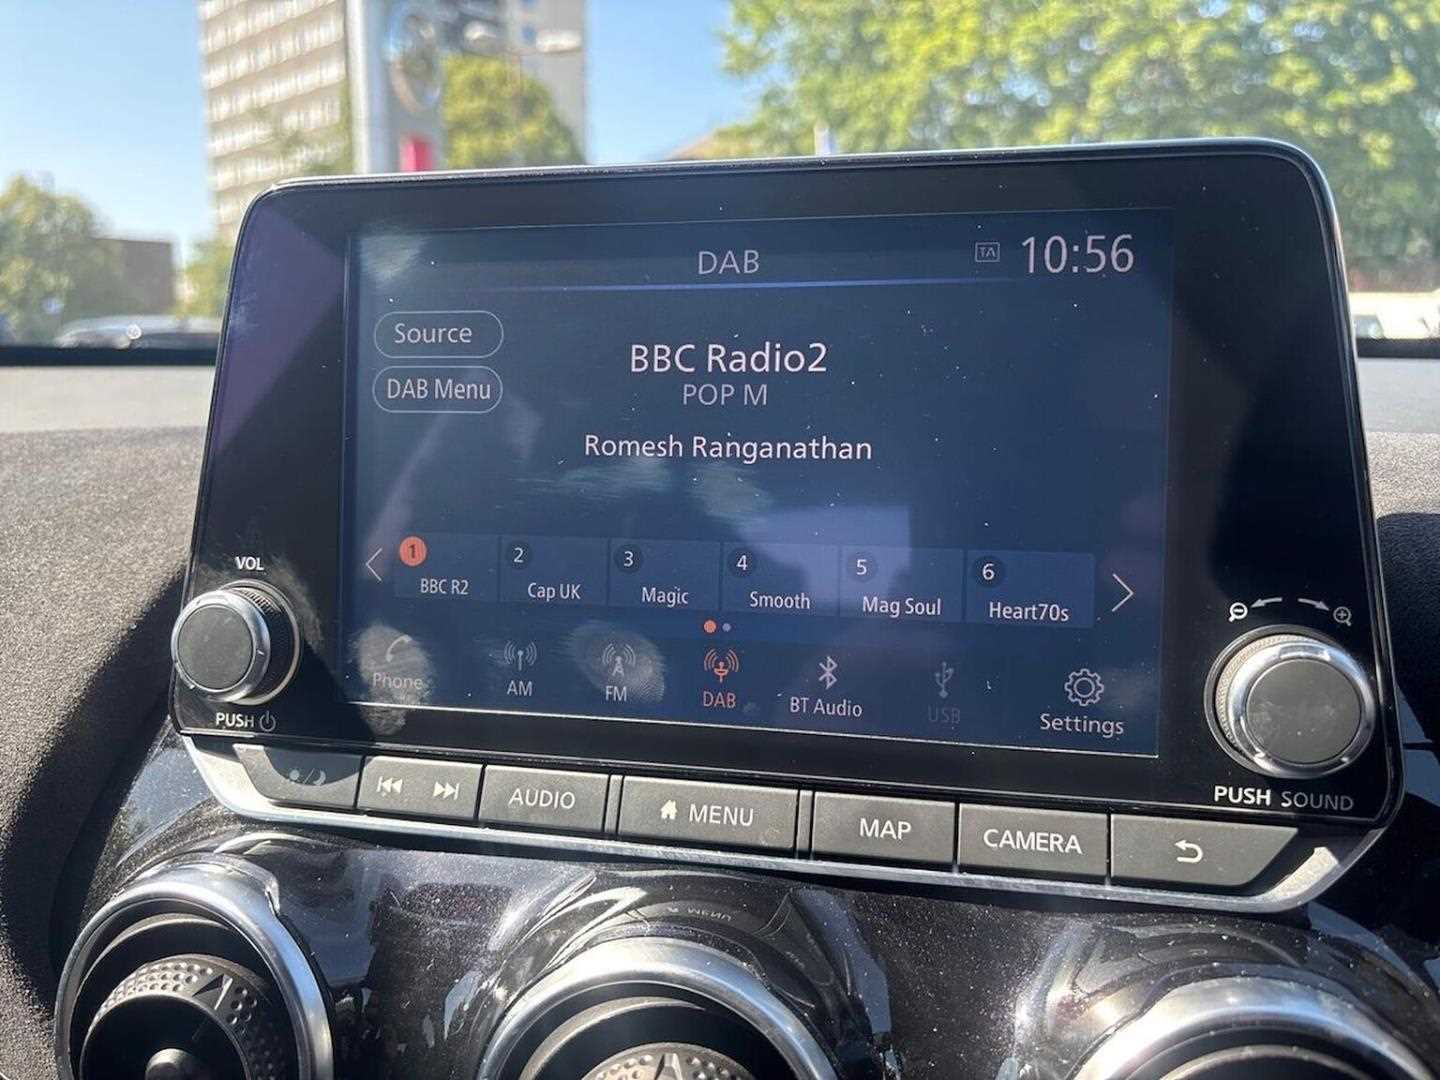 DAB
TA 10:56
Source
BBC Radio2
DAB Menu
POP M
Romesh Ranganathan
1 BBC R2
2 Cap UK
3 Magic
4 Smooth
5 Mag Soul
6 Heart70s
Phone
AM
FM
DAB
BT Audio
USB
Settings
VOL
PUSH
PUSH SOUND
AUDIO
MENU
MAP
CAMERA